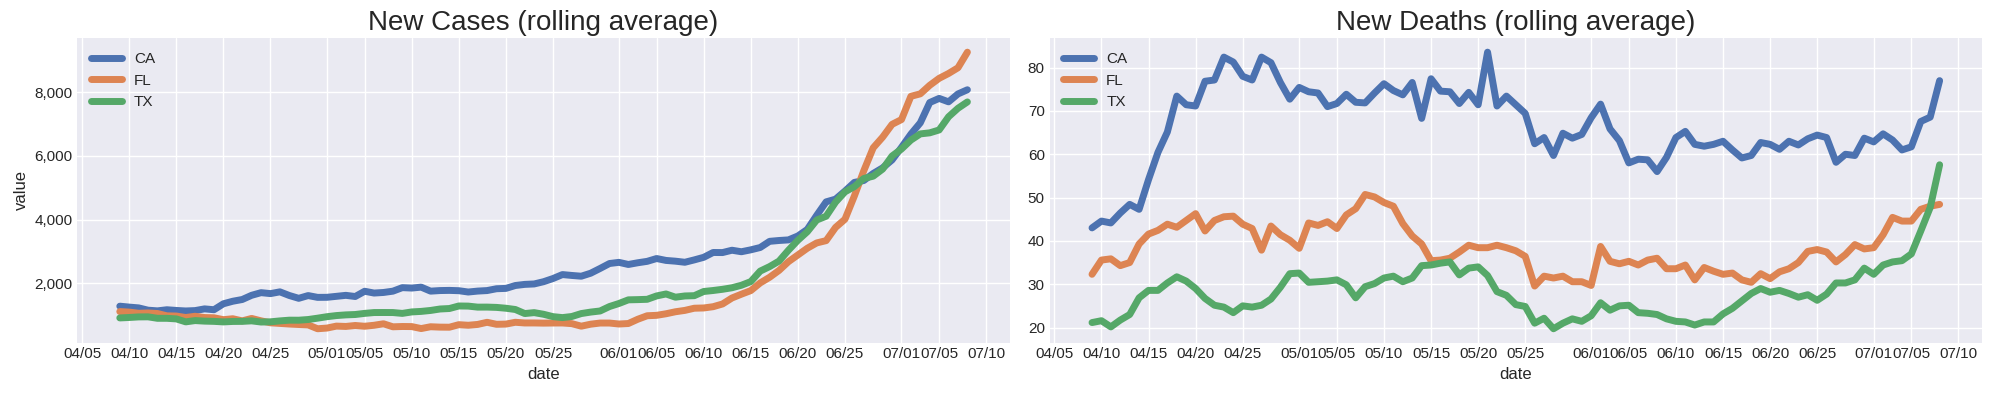 New Cases (rolling average)
CA
FL
TX
8,000
6,000
4,000
2,000
value
04/05 04/10 04/15 04/20 04/25 05/01 05/05 05/10 05/15 05/20 05/25 06/01 06/05 06/10 06/15 06/20 06/25 07/01 07/05 07/10
date
New Deaths (rolling average)
CA
FL
TX
80
70
60
50
40
30
20
04/05 04/10 04/15 04/20 04/25 05/01 05/05 05/10 05/15 05/20 05/25 06/01 06/05 06/10 06/15 06/20 06/25 07/01 07/05 07/10
date